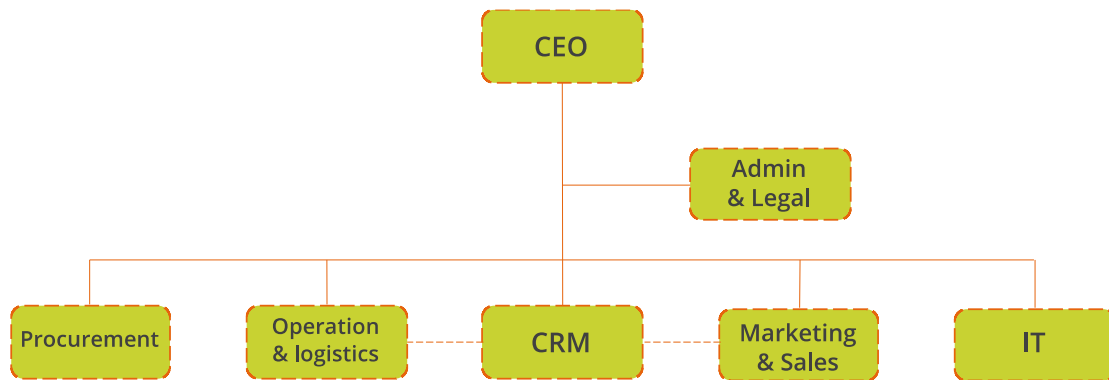 CEO
Admin
& Legal
Procurement
Operation
& logistics
CRM
Marketing
& Sales
IT